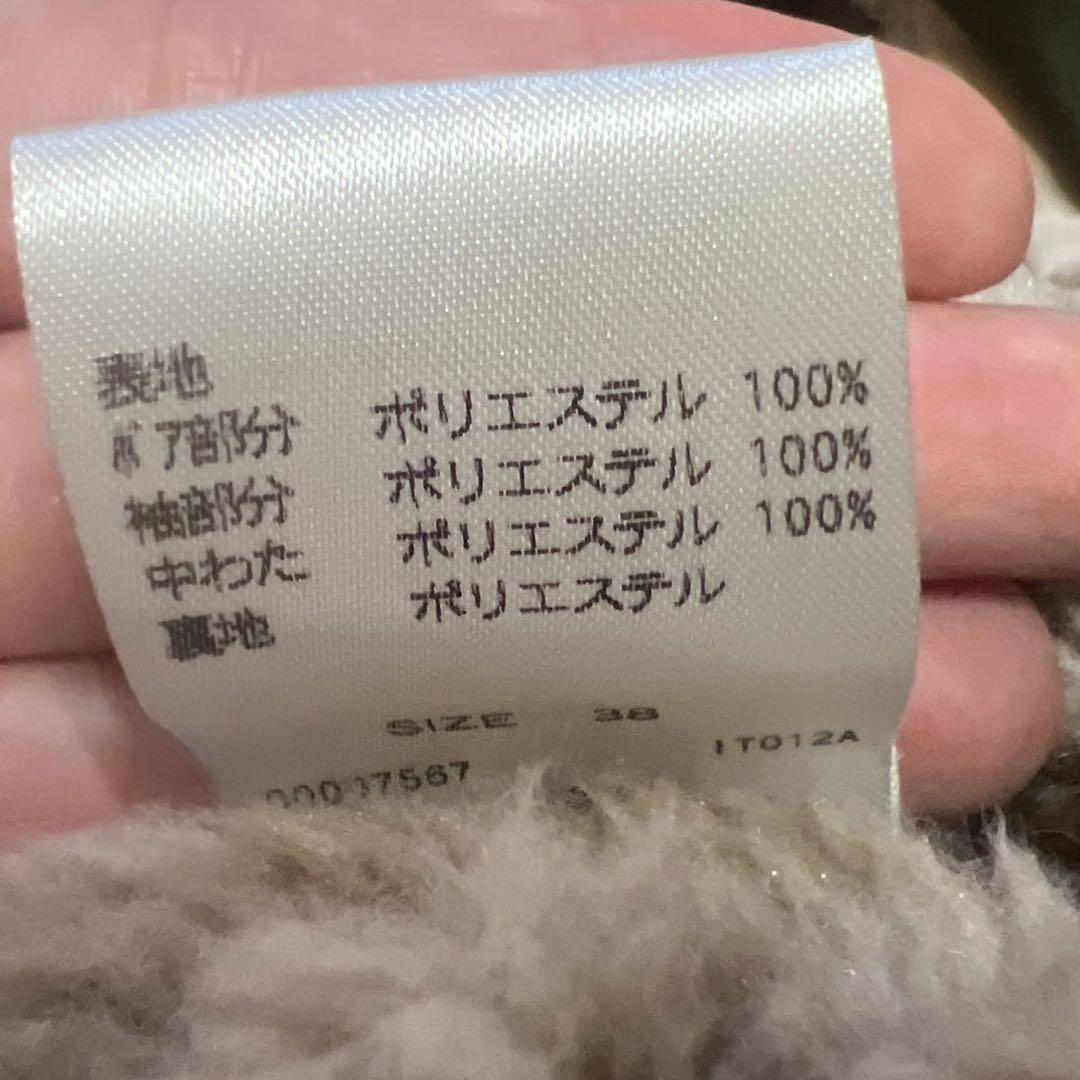 表地
ボア部分 ポリエステル 100%
袖部分 ポリエステル 100%
中わた ポリエステル 100%
裏地 ポリエステル
SIZE 38
1T012A